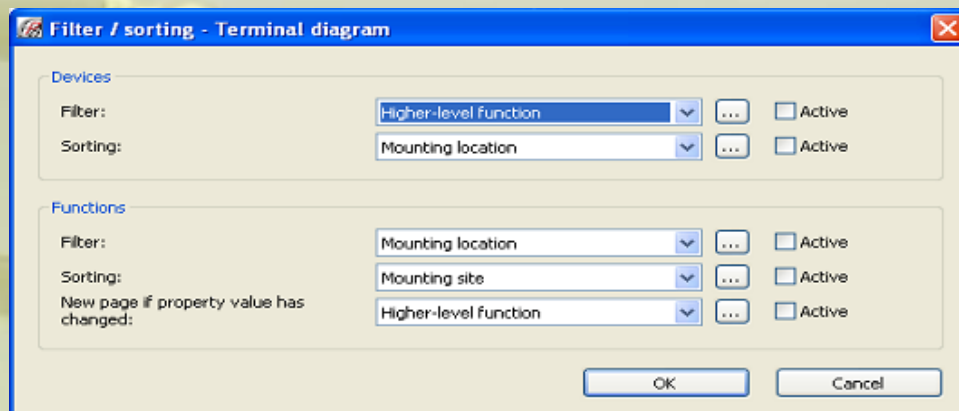 Filter / sorting - Terminal diagram
Devices
Filter: Higher-level function ... Active
Sorting: Mounting location ... Active
Functions
Filter: Mounting location ... Active
Sorting: Mounting site ... Active
New page if property value has
changed: Higher-level function ... Active
OK Cancel